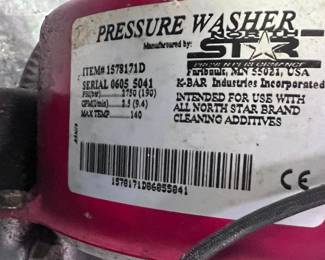 PRESSURE WASHER
Manufactured by:
NORTH
STAR
ITEM# 1578171D
Faribault, MN 55021, USA
SERIAL 0605 5041
K-BAR Industries Incorporated
PSI(bar) 2750 (190)
GPM(l/min) 2.5 (9.4)
MAX TEMP 140
INTENDED FOR USE WITH
ALL NORTH STAR BRAND
CLEANING ADDITIVES
1578171D06055041
CE